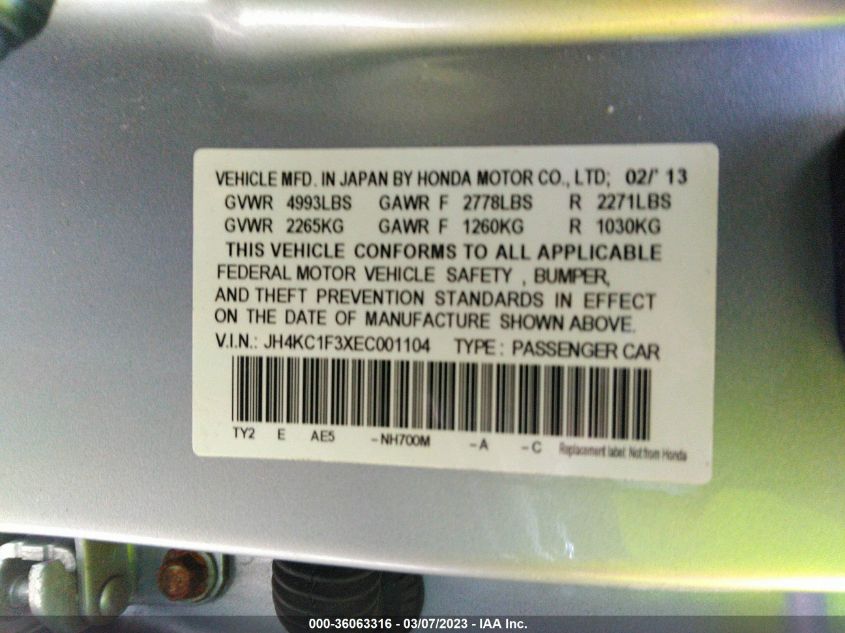 VEHICLE MFD. IN JAPAN BY HONDA MOTOR CO., LTD; 02/' 13
GVWR 4993LBS GAWR F 2778LBS R 2271LBS
GVWR 2265KG GAWR F 1260KG R 1030KG
THIS VEHICLE CONFORMS TO ALL APPLICABLE
FEDERAL MOTOR VEHICLE SAFETY , BUMPER,
AND THEFT PREVENTION STANDARDS IN EFFECT
ON THE DATE OF MANUFACTURE SHOWN ABOVE.
V.I.N.: JH4KC1F3XEC001104 TYPE : PASSENGER CAR
TY2 E AE5 -NH700M -A -C Replacement label: Not from Honda
000-36063316 - 03/07/2023 - IAA Inc.